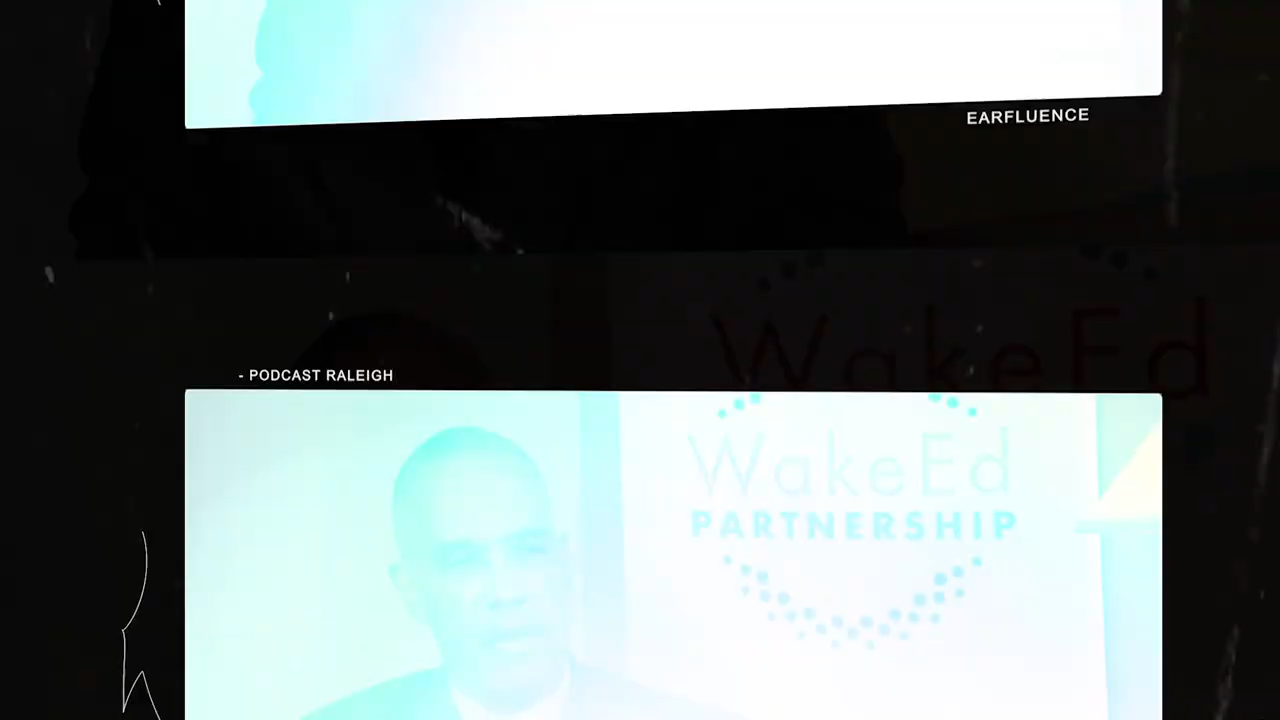 EARFLUENCE
WakeEd
- PODCAST RALEIGH
WakeEd
PARTNERSHIP